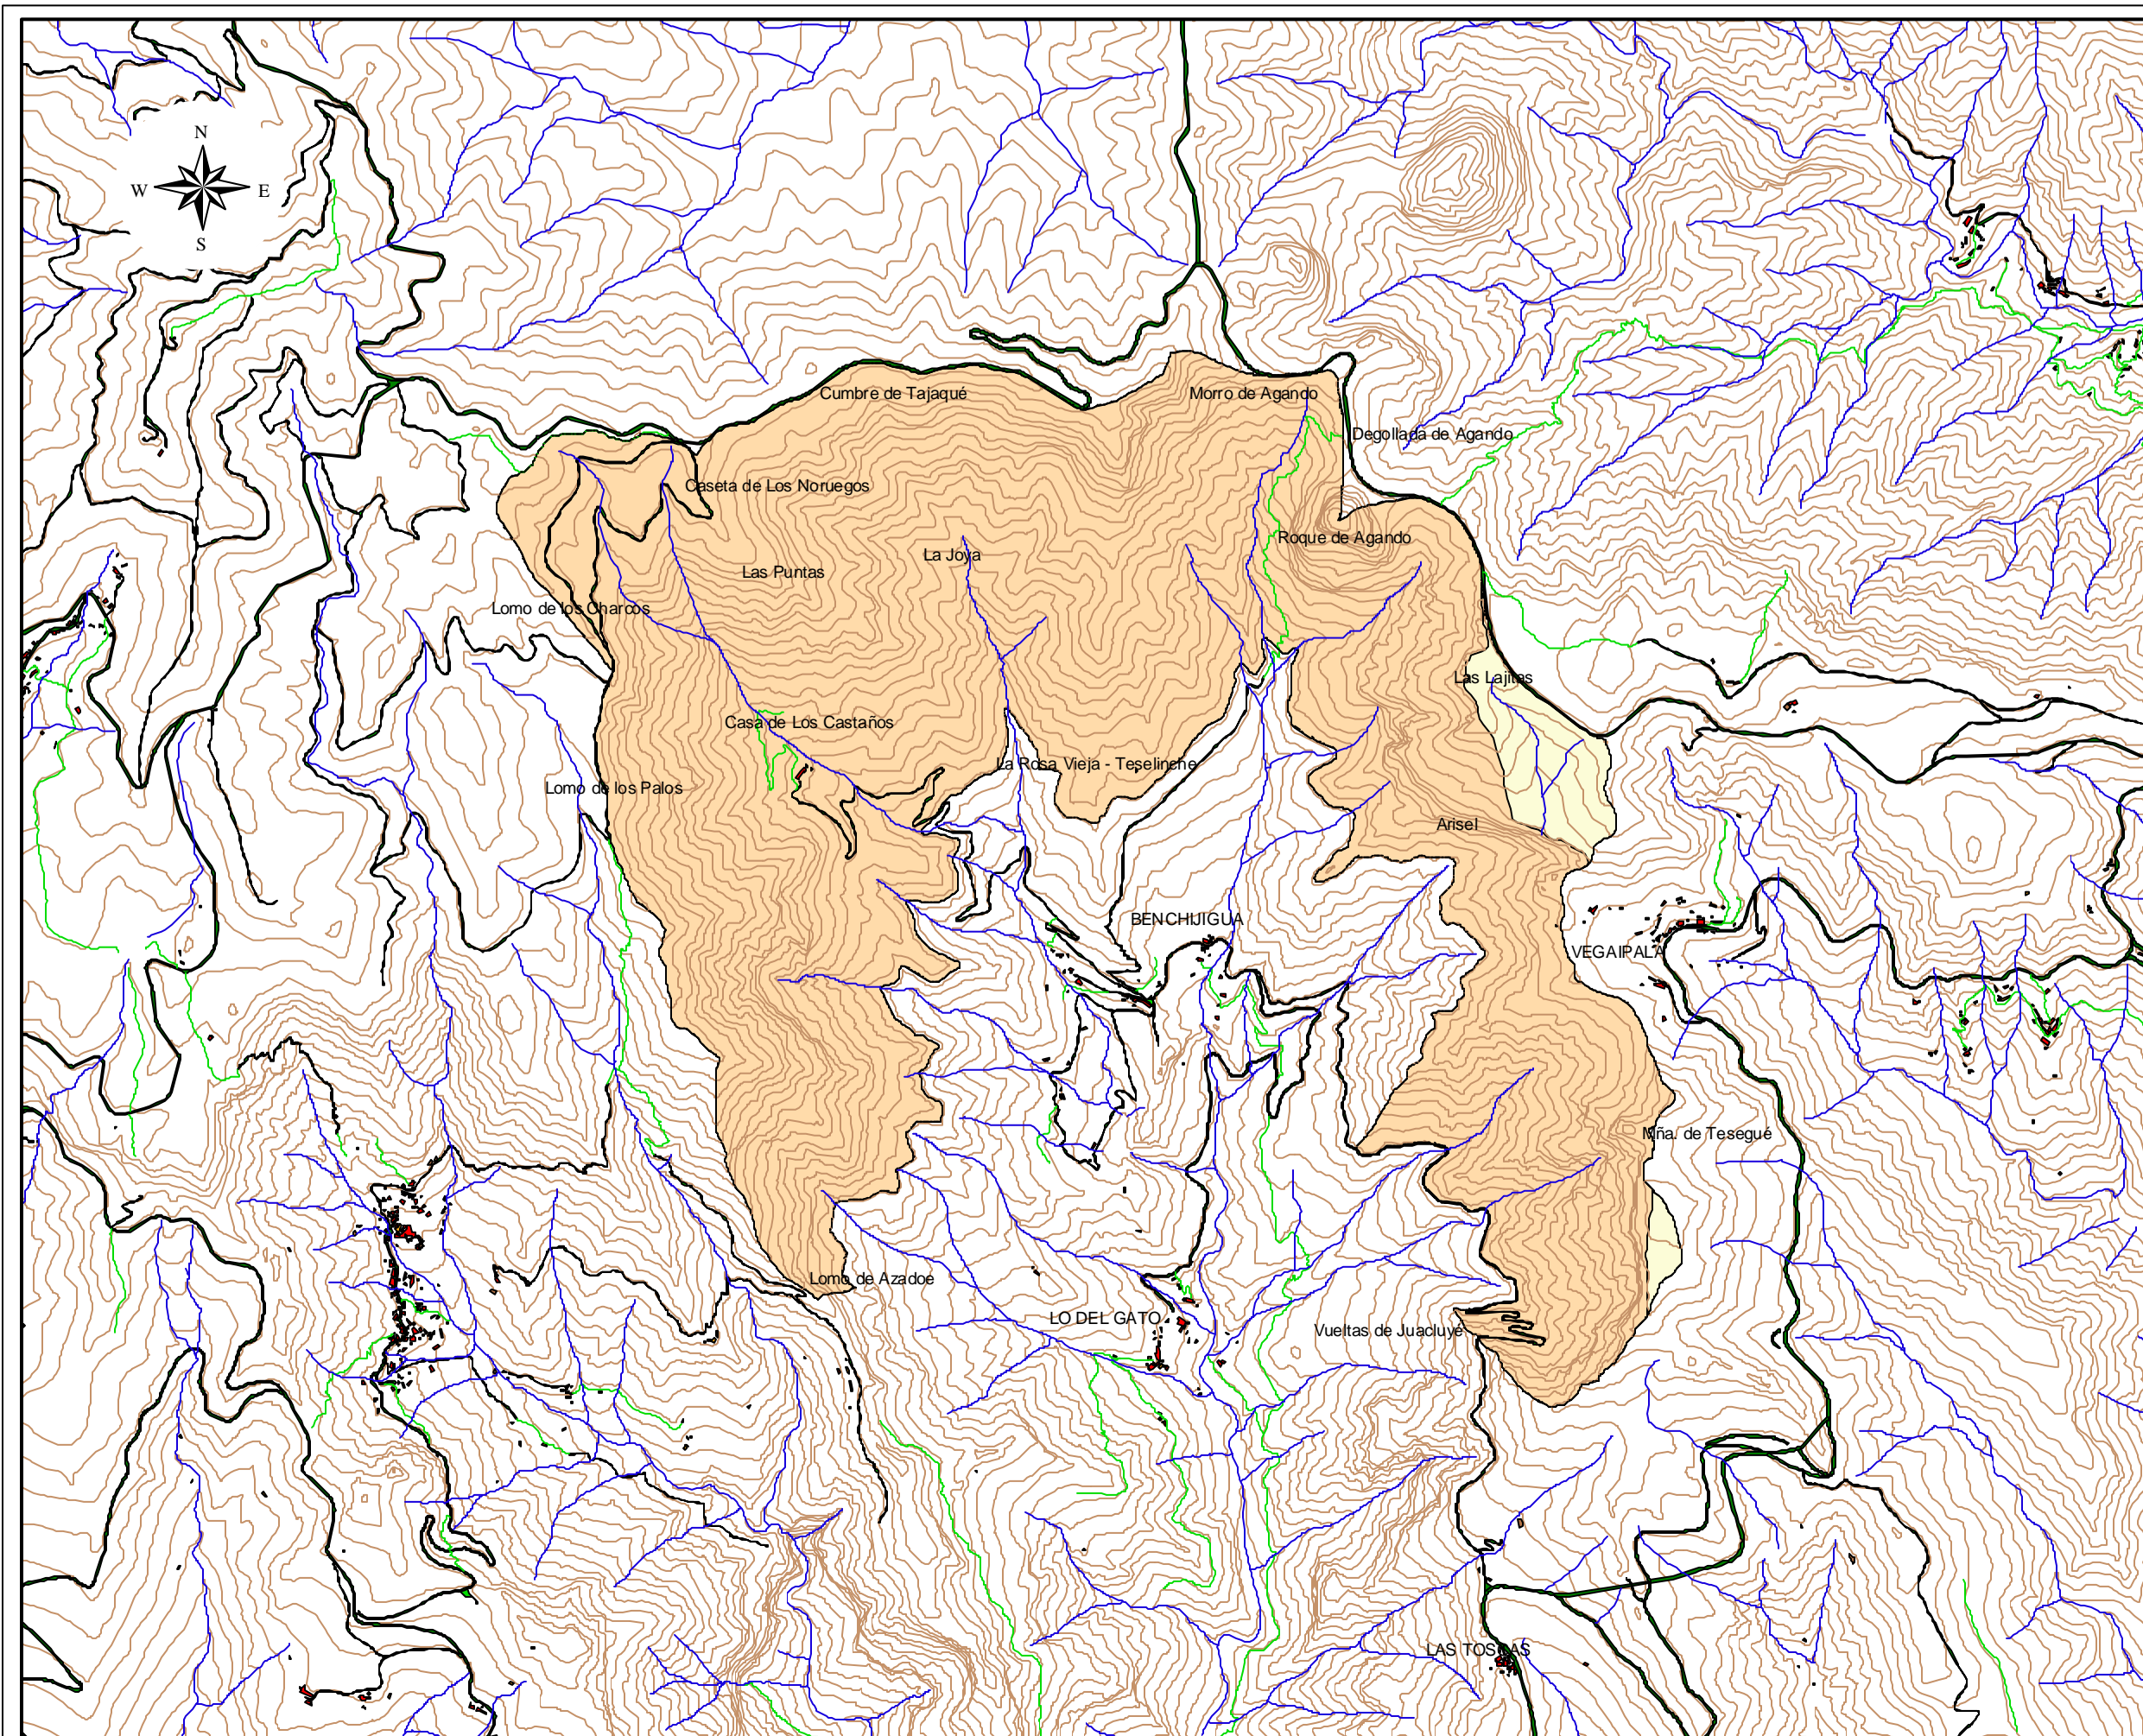 N
W E
S
Cumbre de Tajaqué
Morro de Agando
Degollada de Agando
Caseta de Los Noruegos
Roque de Agando
La Joya
Las Puntas
Lomo de los Charcos
Las Lajitas
Casa de Los Castaños
La Rosa Vieja - Teselinche
Lomo de los Palos
Arisel
BENCHIJIGUA
VEGAIPALA
Mña. de Tesegué
Lomo de Azadoe
LO DEL GATO
Vueltas de Juacluyé
LAS TOSCAS